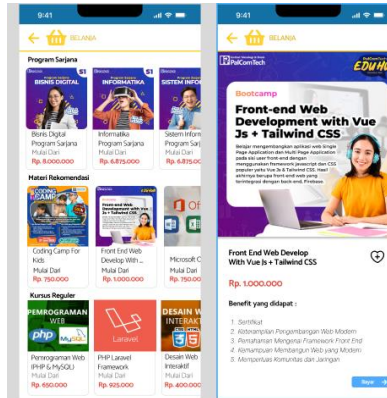 9:41
BELANJA
Program Sarjana
S1
BISNIS DIGITAL
S1
INFORMATIKA
SISTEM INFOR
Bisnis Digital
Program Sarjana
Mulai Dari
Rp. 8.000.000
Informatika
Program Sarjana
Mulai Dari
Rp. 6.875.000
Sistem Inform
Program Sarj
Mulai Dari
Rp. 6.875.00
Materi Rekomendasi
CODING
CAMP
Front-end Web
Development with Vue
Js + Tailwind CSS
Of
Coding Camp For
Kids
Mulai Dari
Rp. 750.000
Front End Web
Develop With ...
Mulai Dari
Rp. 1.000.000
Microsoft O
Mulai Dari
Rp. 750.00
Kursus Reguler
PEMROGRAMAN
WEB
php
MySQL
Laravel
DESAIN W
INTERAKT
Pemrograman Web
(PHP & MySQL)
Mulai Dari
Rp. 650.000
PHP Laravel
Framework
Mulai Dari
Rp. 925.000
Desain Web
Interaktif
Mulai Dari
Rp. 400.000
9:41
BELANJA
PalComTech
EDUHU
Bootcamp
Front-end Web
Development with Vue
Js + Tailwind CSS
Belajar mengembangkan aplikasi web Single
Page Application dan Multi Page Application
pada sisi user front-end dengan
menggunakan framework javascript dan CSS
populer yaitu Vue Js & Tailwind CSS. Hasil
akhirnya berupa front-end web yang
terintegrasi dengan back-end, Firebase
Front End Web Develop
With Vue Js + Tailwind CSS
Rp. 1.000.000
Benefit yang didapat :
1. Sertifikat
2. Keterampilan Pengembangan Web Modern
3. Pemahaman Mengenai Framework Front End
4. Kemampuan Membangun Web yang Modern
5. Memperluas Komunitas dan Jaringan
Bayar